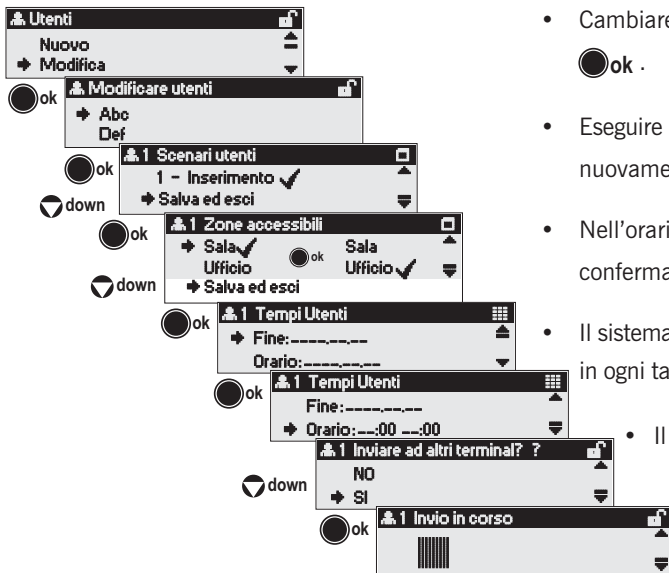 Utenti
Nuovo
Modifica
ok
Modificare utenti
Abc
Def
ok
1 Scenari utenti
1 - Inserimento
down
Salva ed esci
ok
1 Zone accessibili
Sala ok Sala
Ufficio Ufficio
down
Salva ed esci
ok
1 Tempi Utenti
Fine:----.--.--
Orario:----.--.--
ok
1 Tempi Utenti
Fine:----.--.--
Orario:--:00 --:00
1 Inviare ad altri terminal? ?
NO
down
SI
ok
1 Invio in corso
• Cambiare
ok .
• Eseguire
nuovame
• Nell'orari
conferma
• Il sistema
in ogni ta
• Il